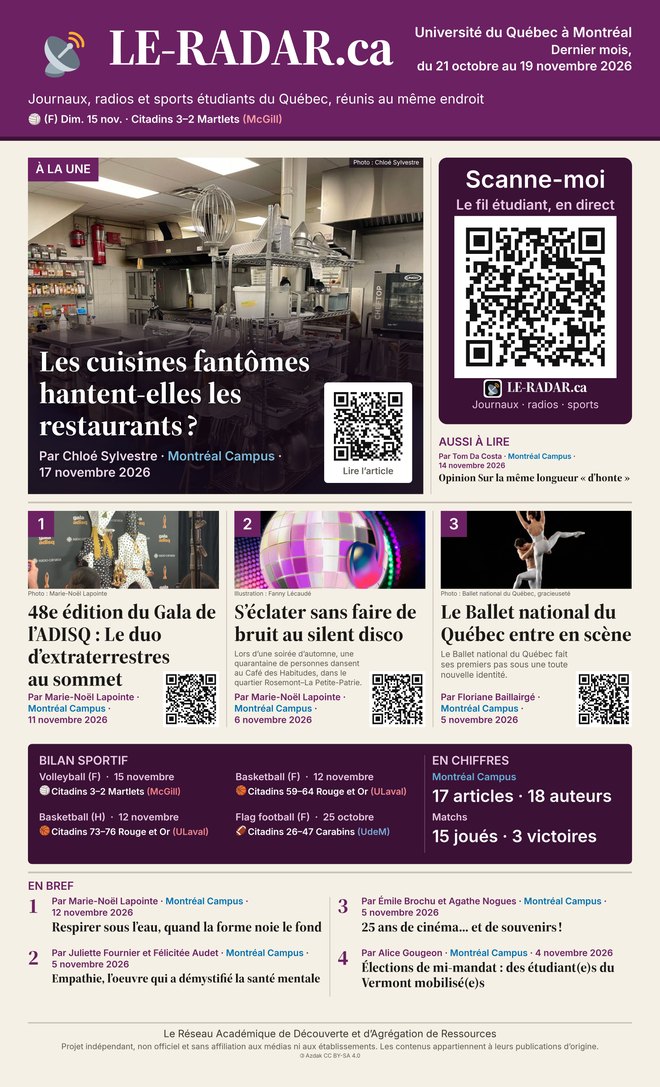 LE-RADAR.ca
Université du Québec à Montréal
Dernier mois,
du 21 octobre au 19 novembre 2026
Journaux, radios et sports étudiants du Québec, réunis au même endroit
(F) Dim. 15 nov. · Citadins 3–2 Martlets (McGill)
À LA UNE
Photo : Chloé Sylvestre
Les cuisines fantômes
hantent-elles les
restaurants ?
Par Chloé Sylvestre · Montréal Campus ·
17 novembre 2026
Lire l’article
Scanne-moi
Le fil étudiant, en direct
LE-RADAR.ca
Journaux · radios · sports
AUSSI À LIRE
Par Tom Da Costa · Montréal Campus ·
14 novembre 2026
Opinion Sur la même longueur « d’honte »
1
Photo : Marie-Noël Lapointe
48e édition du Gala de
l’ADISQ : Le duo
d’extraterrestres
au sommet
Par Marie-Noël Lapointe ·
Montréal Campus ·
11 novembre 2026
2
Illustration : Fanny Lécaudé
S’éclater sans faire de
bruit au silent disco
Lors d’une soirée d’automne, une
quarantaine de personnes dansent
au Café des Habitudes, dans le
quartier Rosemont–La Petite-Patrie.
Par Marie-Noël Lapointe ·
Montréal Campus ·
6 novembre 2026
3
Photo : Ballet national du Québec, gracieuseté
Le Ballet national du
Québec entre en scène
Le Ballet national du Québec fait
ses premiers pas sous une toute
nouvelle identité.
Par Floriane Baillairgé ·
Montréal Campus ·
5 novembre 2026
BILAN SPORTIF
Volleyball (F) · 15 novembre
Citadins 3–2 Martlets (McGill)
Basketball (F) · 12 novembre
Citadins 59–64 Rouge et Or (ULaval)
Basketball (H) · 12 novembre
Citadins 73–76 Rouge et Or (ULaval)
Flag football (F) · 25 octobre
Citadins 26–47 Carabins (UdeM)
EN CHIFFRES
Montréal Campus
17 articles · 18 auteurs
Matchs
15 joués · 3 victoires
EN BREF
1
Par Marie-Noël Lapointe · Montréal Campus ·
12 novembre 2026
Respirer sous l’eau, quand la forme noie le fond
2
Par Juliette Fournier et Félicitée Audet · Montréal Campus ·
5 novembre 2026
Empathie, l’oeuvre qui a démystifié la santé mentale
3
Par Émile Brochu et Agathe Nogues · Montréal Campus ·
5 novembre 2026
25 ans de cinéma… et de souvenirs !
4
Par Alice Gougeon · Montréal Campus · 4 novembre 2026
Élections de mi-mandat : des étudiant(e)s du
Vermont mobilisé(e)s
Le Réseau Académique de Découverte et d’Agrégation de Ressources
Projet indépendant, non officiel et sans affiliation aux médias ni aux établissements. Les contenus appartiennent à leurs publications d’origine.
Azdak CC BY-SA 4.0